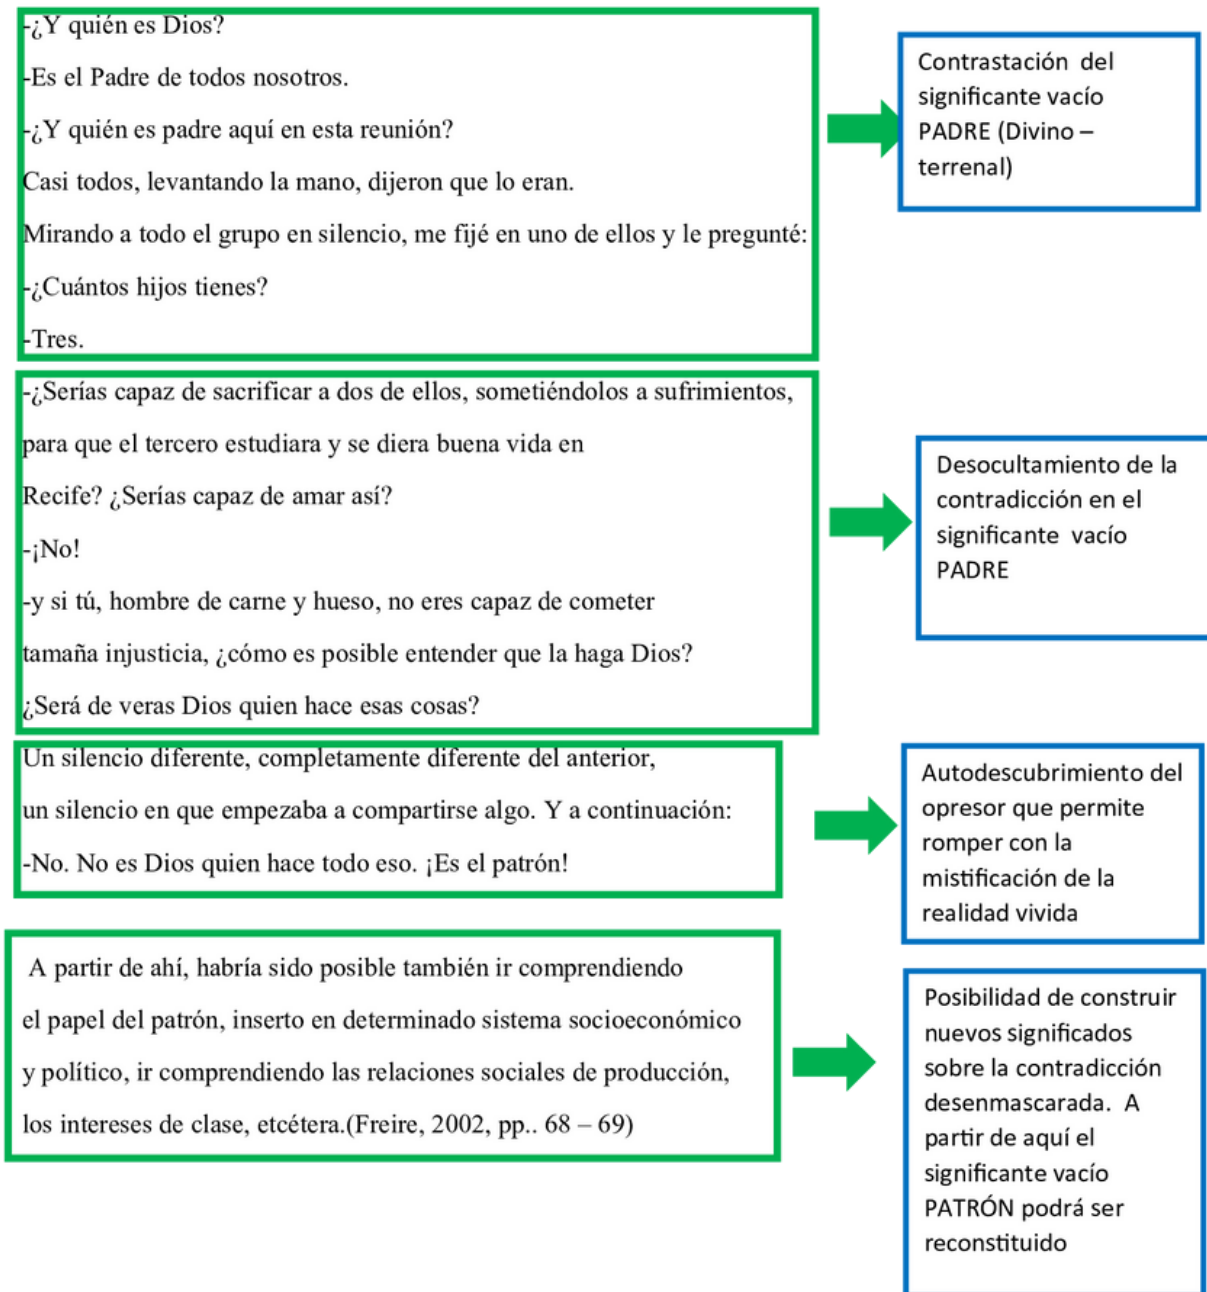 -¿Y quién es Dios?
-Es el Padre de todos nosotros.
-¿Y quién es padre aquí en esta reunión?
Casi todos, levantando la mano, dijeron que lo eran.
Mirando a todo el grupo en silencio, me fijé en uno de ellos y le pregunté:
-¿Cuántos hijos tienes?
-Tres.
Contrastación del
significante vacío
PADRE (Divino –
terrenal)
-¿Serías capaz de sacrificar a dos de ellos, sometiéndolos a sufrimientos,
para que el tercero estudiara y se diera buena vida en
Recife? ¿Serías capaz de amar así?
-¡No!
-y si tú, hombre de carne y hueso, no eres capaz de cometer
tamaña injusticia, ¿cómo es posible entender que la haga Dios?
¿Será de veras Dios quien hace esas cosas?
Desocultamiento de la
contradicción en el
significante vacío
PADRE
Un silencio diferente, completamente diferente del anterior,
un silencio en que empezaba a compartirse algo. Y a continuación:
-No. No es Dios quien hace todo eso. ¡Es el patrón!
Autodescubrimiento del
opresor que permite
romper con la
mistificación de la
realidad vivida
A partir de ahí, habría sido posible también ir comprendiendo
el papel del patrón, inserto en determinado sistema socioeconómico
y político, ir comprendiendo las relaciones sociales de producción,
los intereses de clase, etcétera.(Freire, 2002, pp.. 68 – 69)
Posibilidad de construir
nuevos significados
sobre la contradicción
desenmascarada. A
partir de aquí el
significante vacío
PATRÓN podrá ser
reconstituido